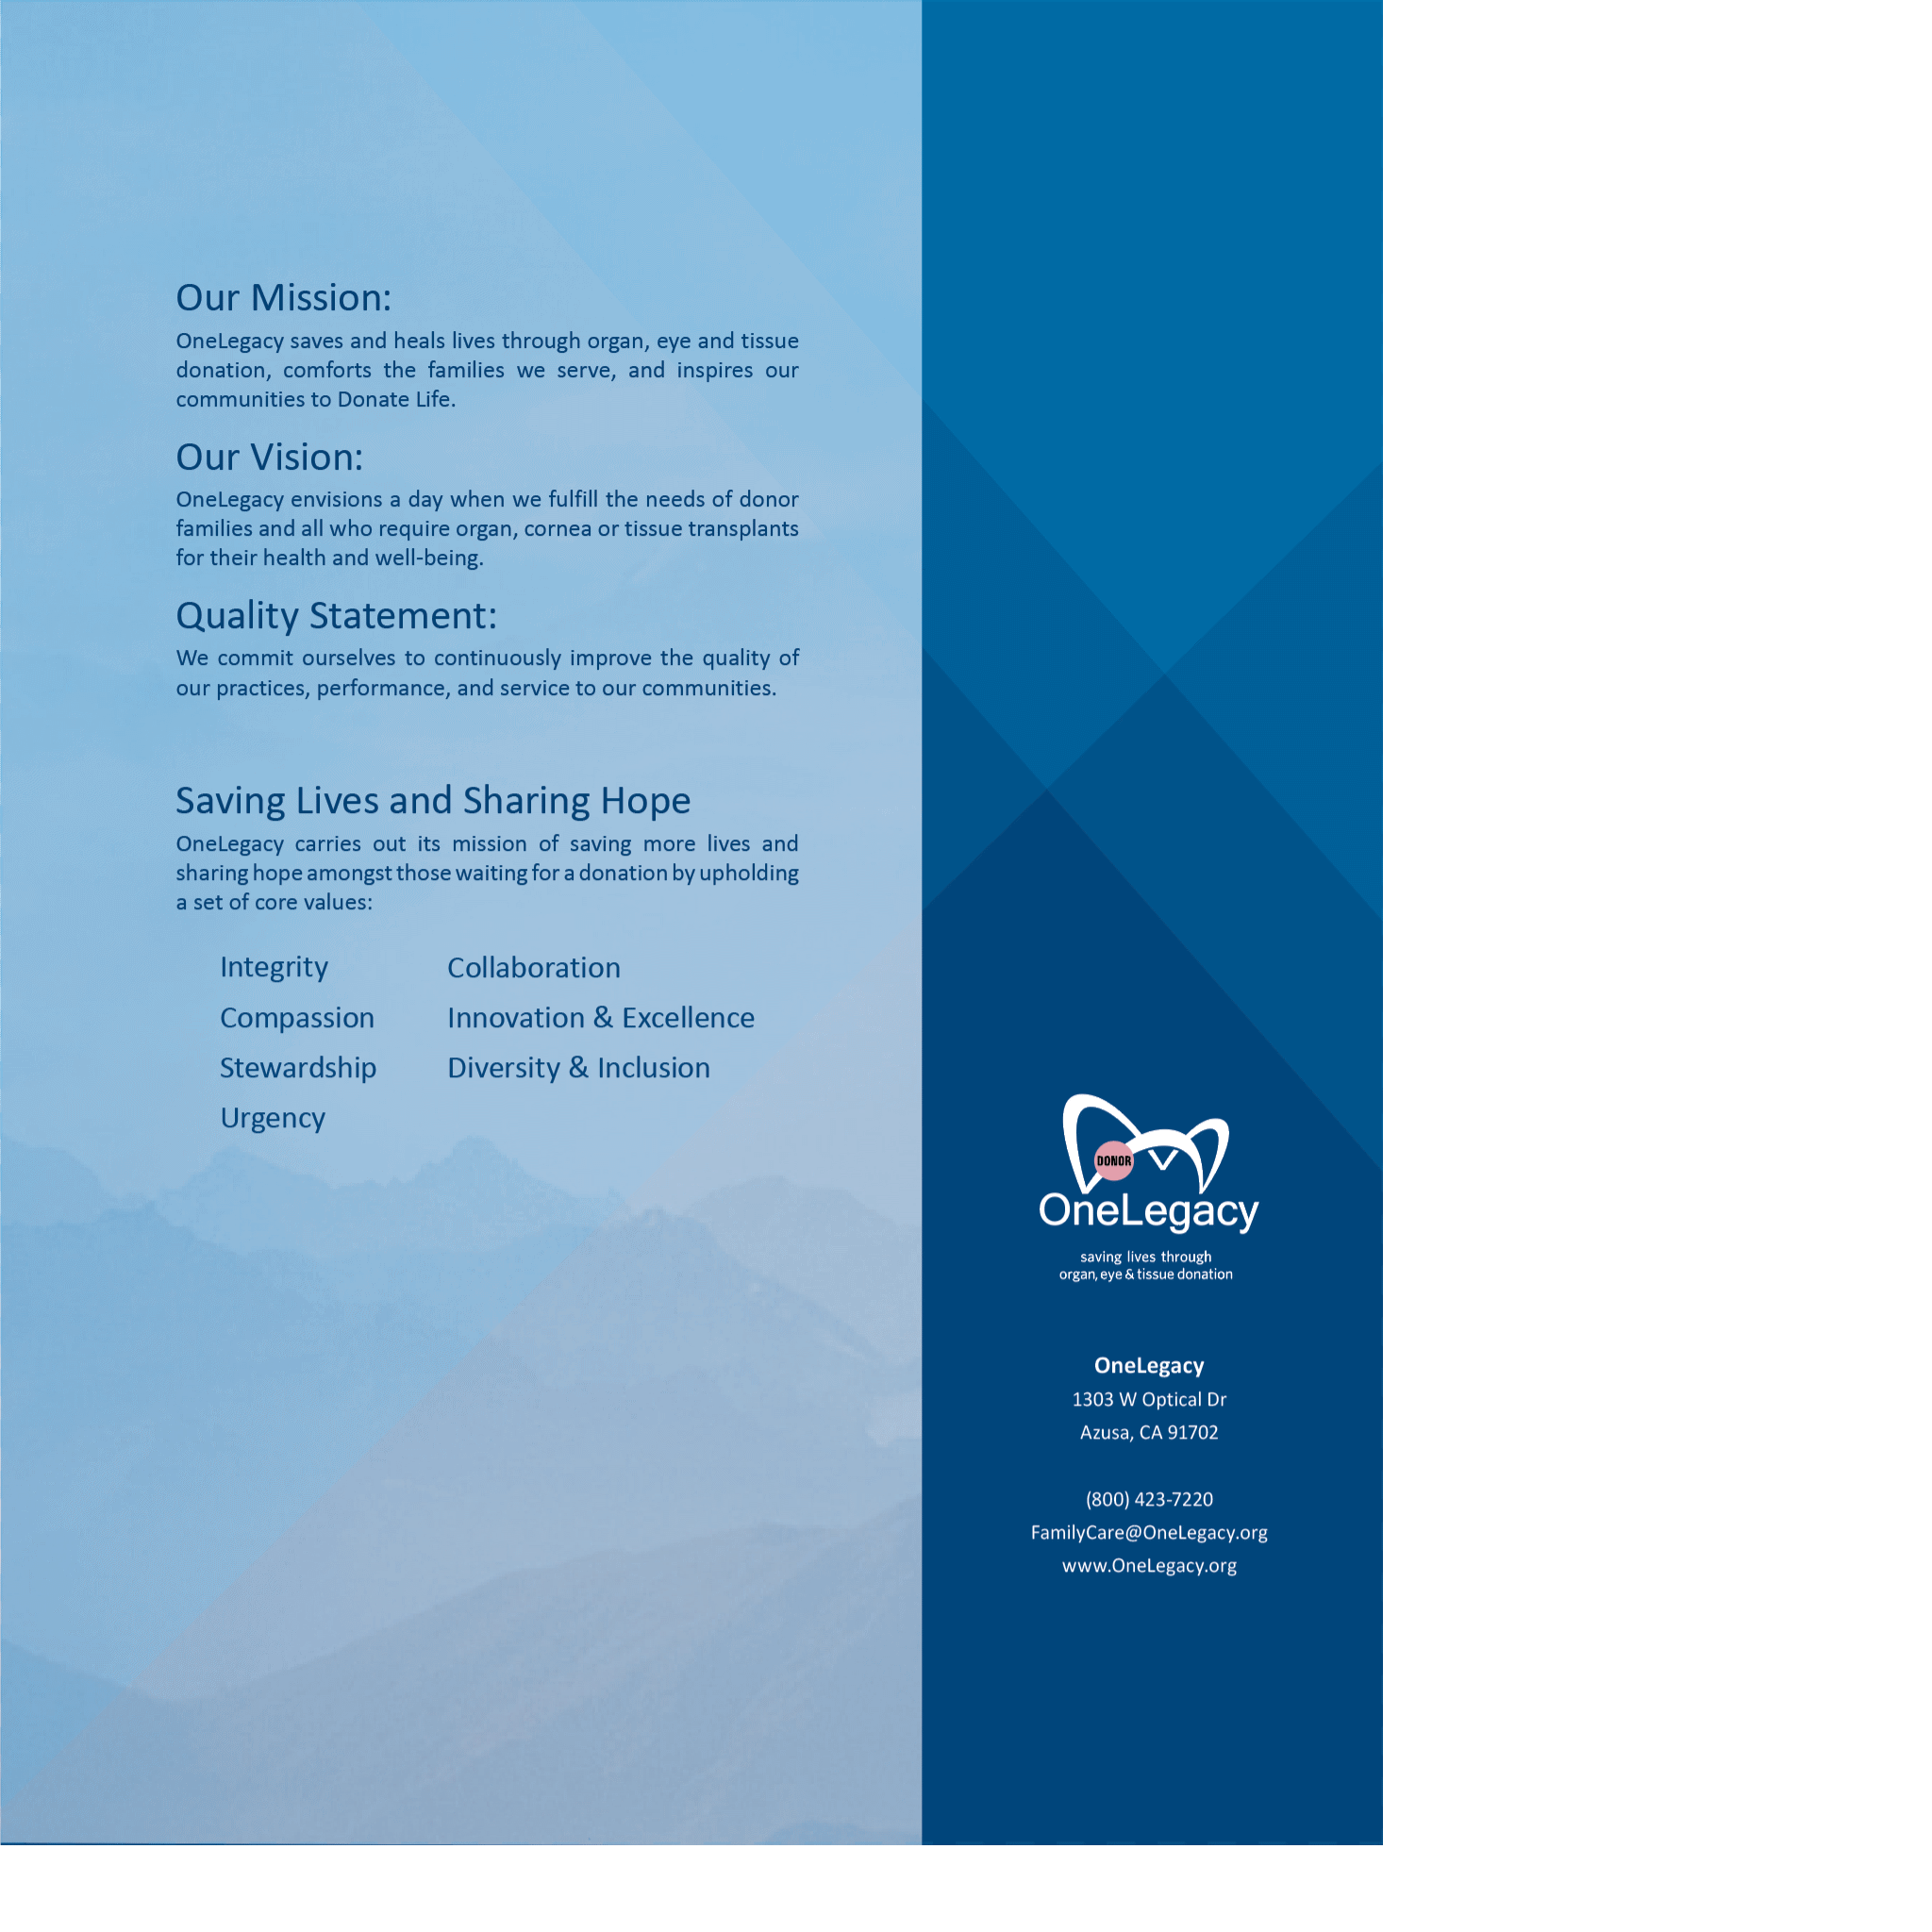 Our Mission:
OneLegacy saves and heals lives through organ, eye and tissue
donation, comforts the families we serve, and inspires our
communities to Donate Life.
Our Vision:
OneLegacy envisions a day when we fulfill the needs of donor
families and all who require organ, cornea or tissue transplants
for their health and well-being.
Quality Statement:
We commit ourselves to continuously improve the quality of
our practices, performance, and service to our communities.
Saving Lives and Sharing Hope
OneLegacy carries out its mission of saving more lives and
sharing hope amongst those waiting for a donation by upholding
a set of core values:
Integrity
Compassion
Stewardship
Urgency
Collaboration
Innovation & Excellence
Diversity & Inclusion
DONOR
OneLegacy
saving lives through
organ, eye & tissue donation
OneLegacy
1303 W Optical Dr
Azusa, CA 91702
(800) 423-7220
FamilyCare@OneLegacy.org
www.OneLegacy.org